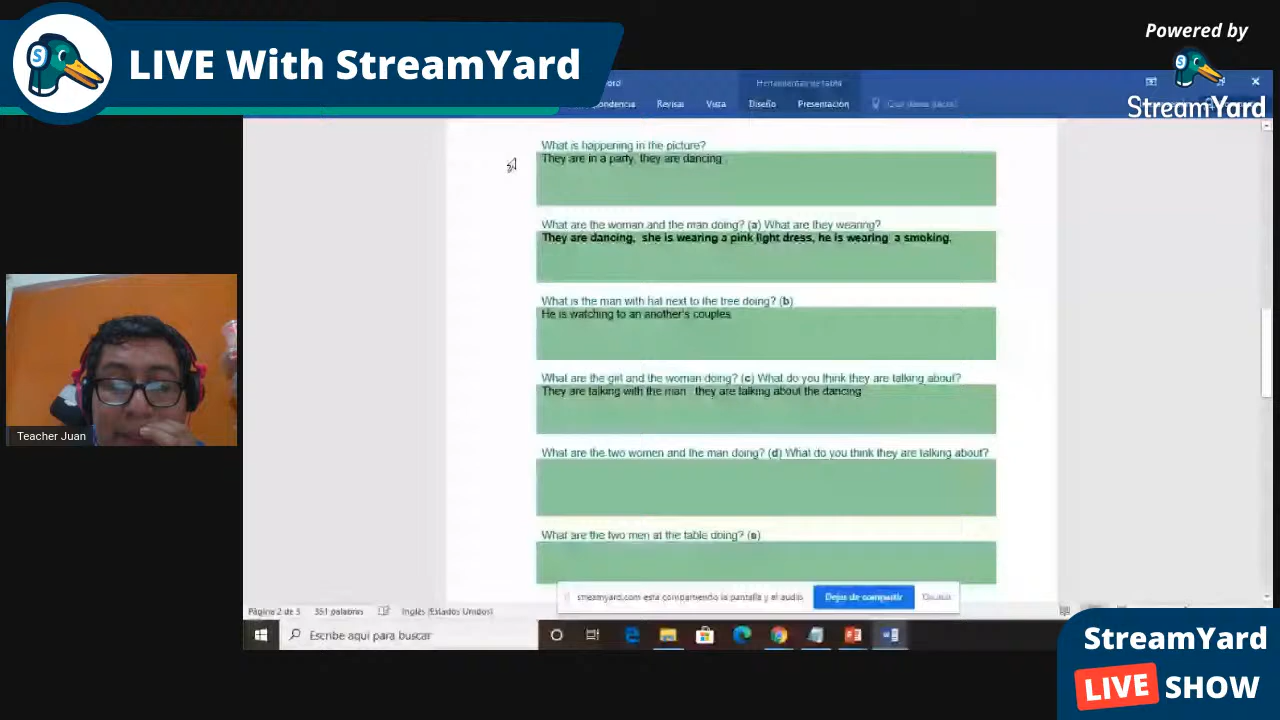 LIVE With StreamYard
Powered by
StreamYard
Herramientas de tabla
Revisar Vista Diseño Presentación
What is happening in the picture?
They are in a party, they are dancing
What are the woman and the man doing? (a) What are they wearing?
They are dancing, she is wearing a pink light dress, he is wearing a smoking.
What is the man with hat next to the tree doing? (b)
He is watching to an another's couples
What are the girl and the woman doing? (c) What do you think they are talking about?
They are talking with the man they are talking about the dancing
What are the two women and the man doing? (d) What do you think they are talking about?
What are the two men at the table doing? (e)
Teacher Juan
streamyard.com está compartiendo la pantalla y el audio Dejar de compartir
Página 2 de 3 351 palabras Inglés (Estados Unidos)
Escribe aquí para buscar
StreamYard
LIVE SHOW